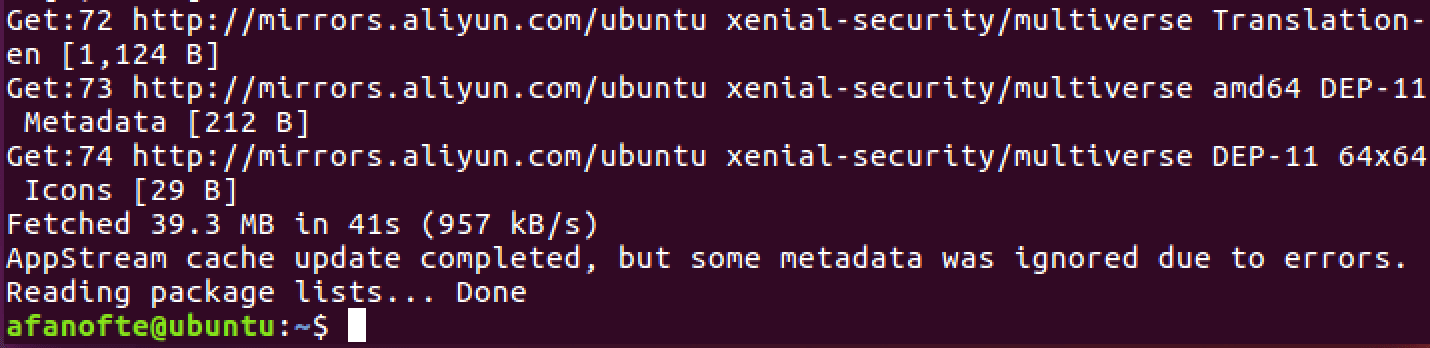 Get:72 http://mirrors.aliyun.com/ubuntu xenial-security/multiverse Translation-
en [1,124 B]
Get:73 http://mirrors.aliyun.com/ubuntu xenial-security/multiverse amd64 DEP-11
 Metadata [212 B]
Get:74 http://mirrors.aliyun.com/ubuntu xenial-security/multiverse DEP-11 64x64
 Icons [29 B]
Fetched 39.3 MB in 41s (957 kB/s)
AppStream cache update completed, but some metadata was ignored due to errors.
Reading package lists... Done
afanofte@ubuntu:~$